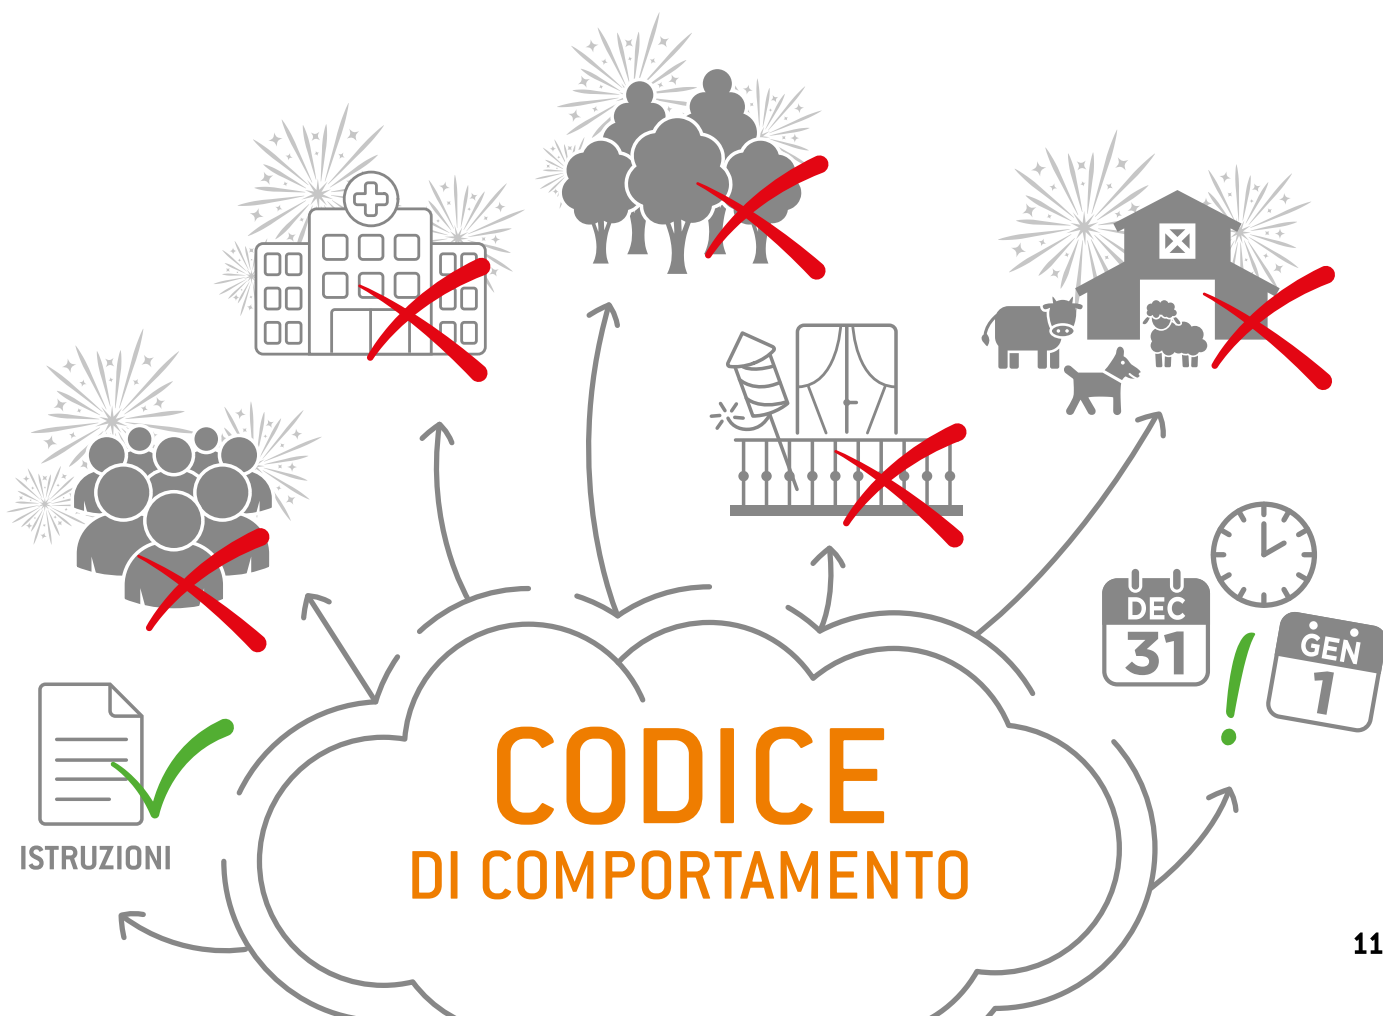 DEC
31
GEN
1
ISTRUZIONI
CODICE
DI COMPORTAMENTO
11